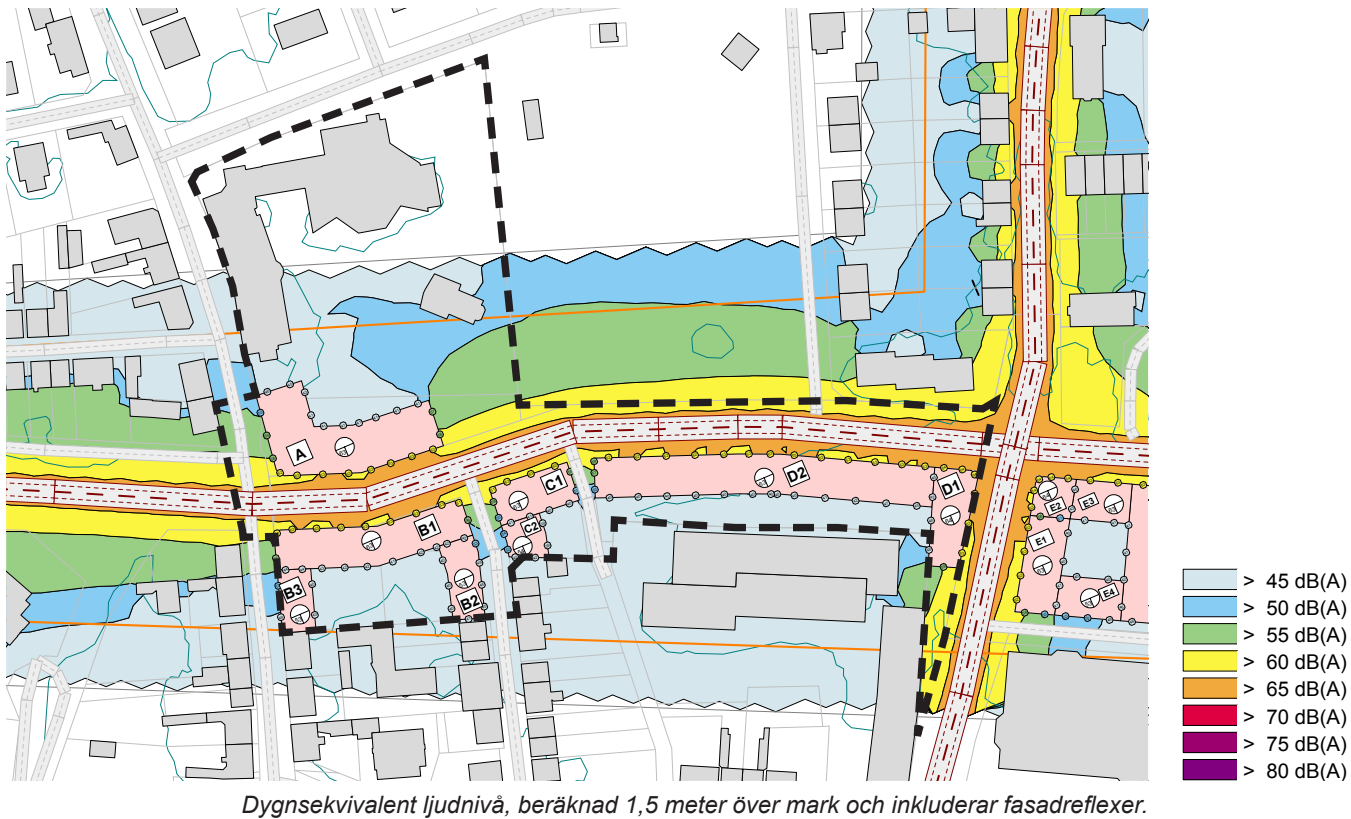 A
B1
B2
B3
C1
C2
D2
D1
E2
E3
E1
E4
> 45 dB(A)
> 50 dB(A)
> 55 dB(A)
> 60 dB(A)
> 65 dB(A)
> 70 dB(A)
> 75 dB(A)
> 80 dB(A)
Dygnsekvivalent ljudnivå, beräknad 1,5 meter över mark och inkluderar fasadreflexer.